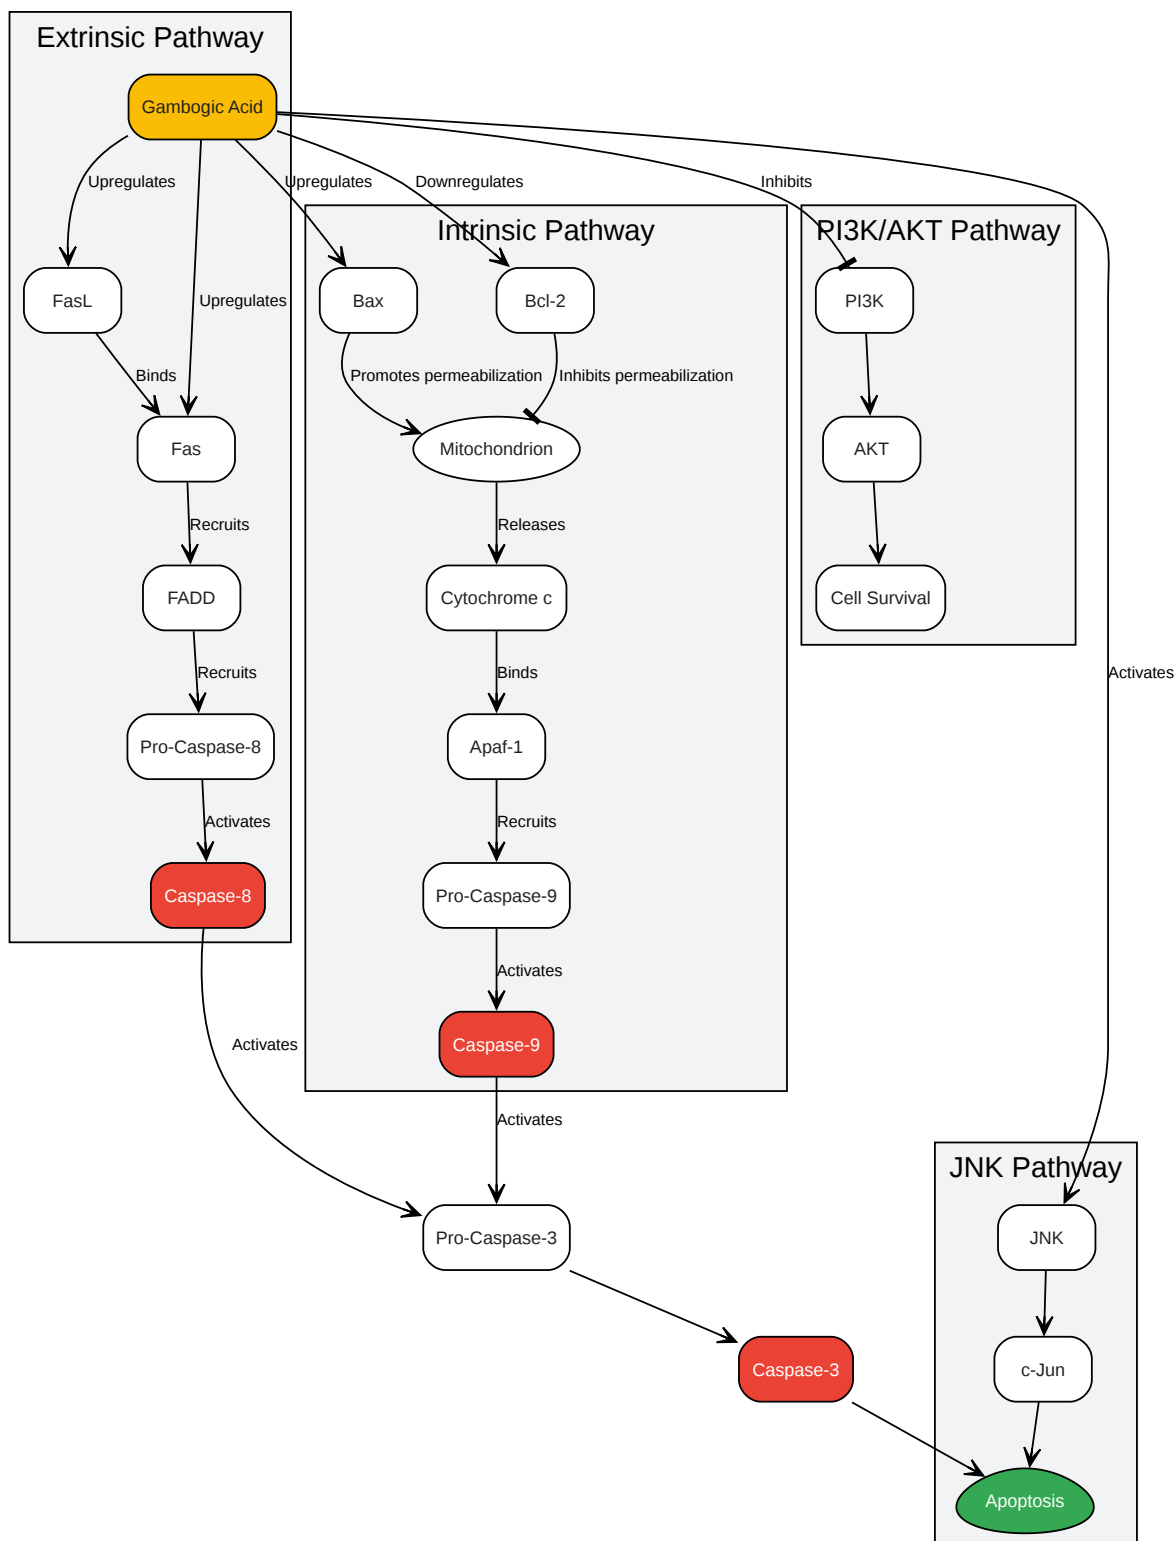 Extrinsic Pathway
Gambogic Acid
Upregulates
Upregulates
Downregulates
Inhibits
Intrinsic Pathway
PI3K/AKT Pathway
FasL
Upregulates
Bax
Bcl-2
PI3K
Binds
Promotes permeabilization
Inhibits permeabilization
Fas
Mitochondrion
AKT
Recruits
Releases
FADD
Cytochrome c
Cell Survival
Recruits
Binds
Activates
Pro-Caspase-8
Apaf-1
Activates
Recruits
Caspase-8
Pro-Caspase-9
Activates
Activates
Caspase-9
Activates
JNK Pathway
Pro-Caspase-3
JNK
Caspase-3
c-Jun
Apoptosis